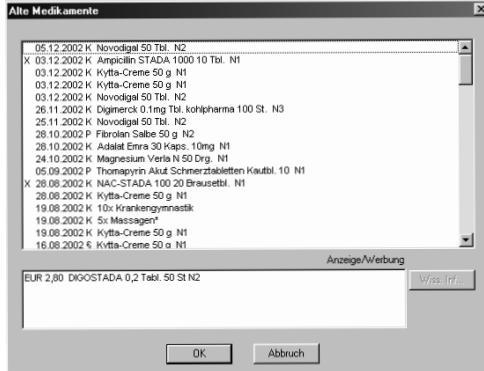 Alte Medikamente
05.12.2002 K Novodigal 50 Tbl. N2
X 03.12.2002 K Ampicillin STADA 1000 10 Tbl. N1
03.12.2002 K Kytta-Creme 50 g N1
03.12.2002 K Kytta-Creme 50 g N1
03.12.2002 K Novodigal 50 Tbl. N2
26.11.2002 K Digimerck 0.1mg Tbl. kohlpharma 100 St. N3
25.11.2002 K Novodigal 50 Tbl. N2
28.10.2002 P Fibrolan Salbe 50 g N2
28.10.2002 K Adalat Emra 30 Kaps. 10mg N1
24.10.2002 K Magnesium Verla N 50 Drg. N1
05.09.2002 P Thomapyrin Akut Schmerztabletten Kautbl. 10 N1
X 28.08.2002 K NAC-STADA 100 20 Brausetbl. N1
28.08.2002 K Kytta-Creme 50 g N1
19.08.2002 K 10x Krankengymnastik
19.08.2002 K 5x Massagen*
19.08.2002 K Kytta-Creme 50 g N1
16.08.2002 § Kytta-Creme 50 g N1
Anzeige/Werbung
EUR 2,80 DIGOSTADA 0,2 Tabl. 50 St N2
Wiss. Inf...
OK
Abbruch